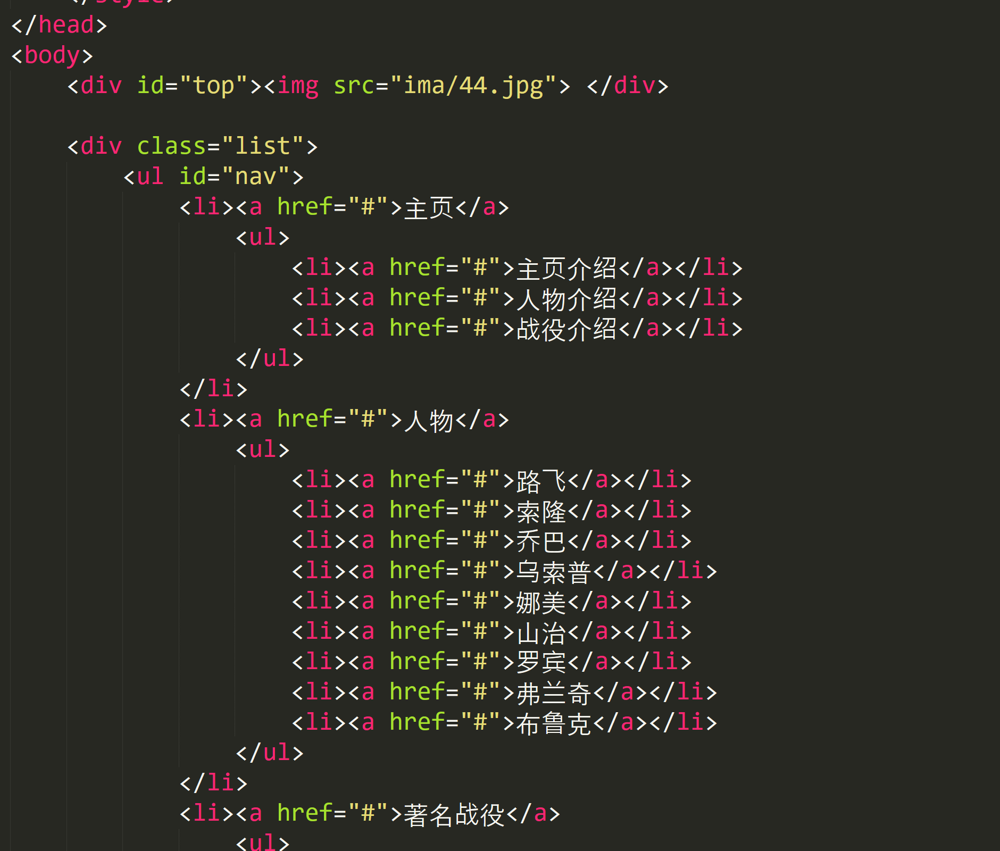 </style>
</head>
<body>
<div id="top"><img src="ima/44.jpg"> </div>
<div class="list">
<ul id="nav">
<li><a href="#">主页</a>
<ul>
<li><a href="#">主页介绍</a></li>
<li><a href="#">人物介绍</a></li>
<li><a href="#">战役介绍</a></li>
</ul>
</li>
<li><a href="#">人物</a>
<ul>
<li><a href="#">路飞</a></li>
<li><a href="#">索隆</a></li>
<li><a href="#">乔巴</a></li>
<li><a href="#">乌索普</a></li>
<li><a href="#">娜美</a></li>
<li><a href="#">山治</a></li>
<li><a href="#">罗宾</a></li>
<li><a href="#">弗兰奇</a></li>
<li><a href="#">布鲁克</a></li>
</ul>
</li>
<li><a href="#">著名战役</a>
<ul>